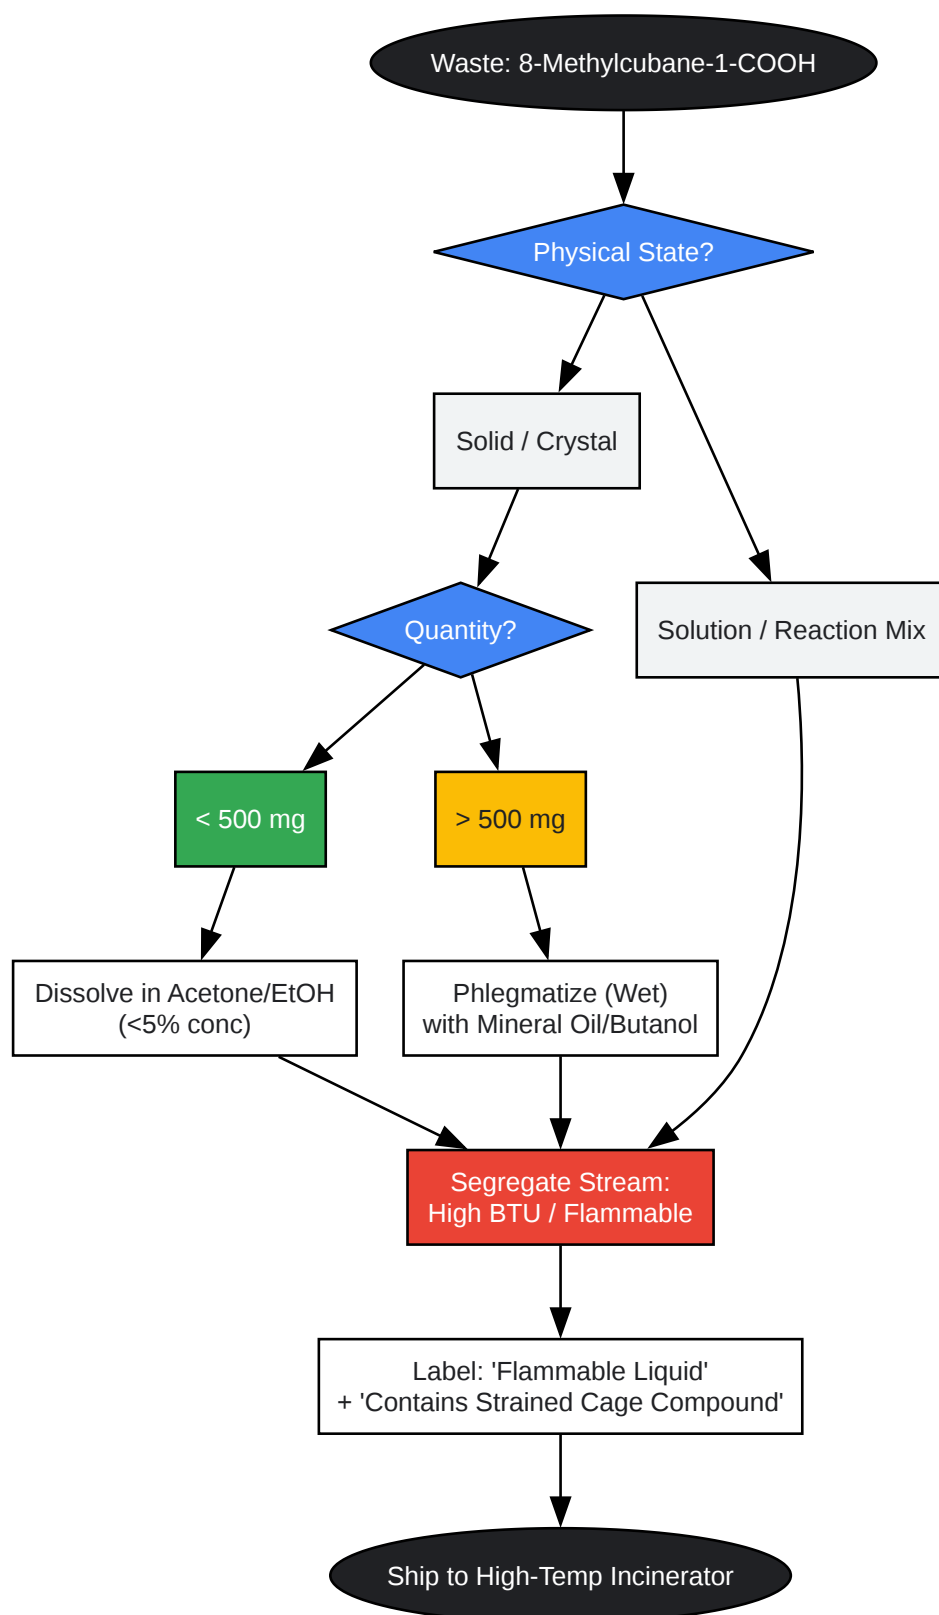 Waste: 8-Methylcubane-1-COOH
Physical State?
Solid / Crystal
Solution / Reaction Mix
Quantity?
< 500 mg
> 500 mg
Dissolve in Acetone/EtOH
(<5% conc)
Phlegmatize (Wet)
with Mineral Oil/Butanol
Segregate Stream:
High BTU / Flammable
Label: 'Flammable Liquid'
+ 'Contains Strained Cage Compound'
Ship to High-Temp Incinerator